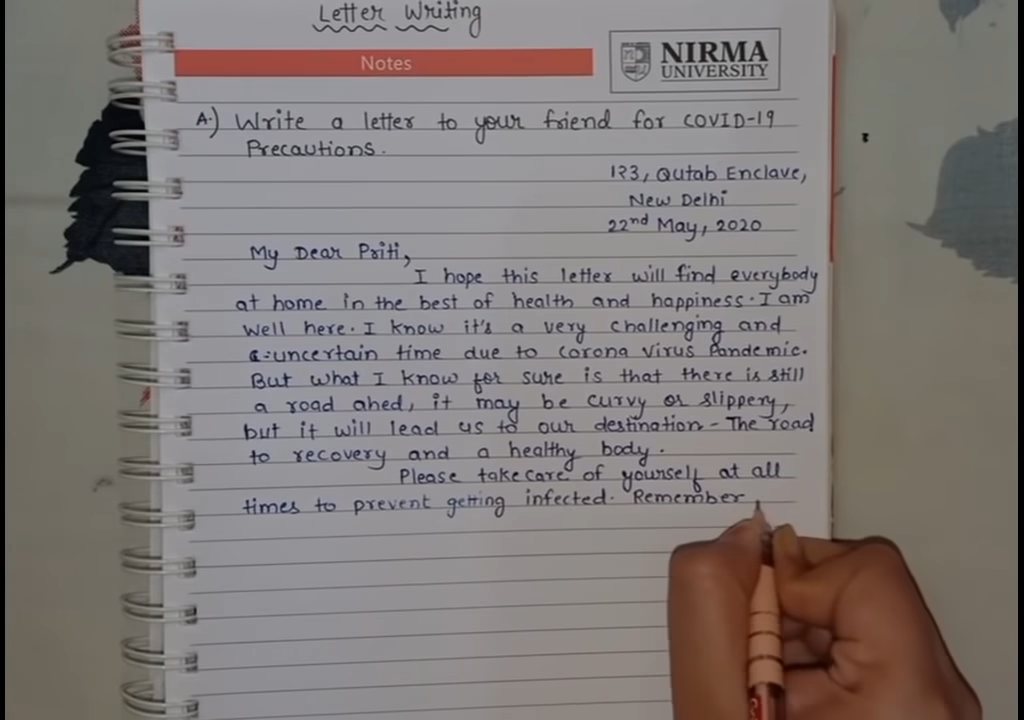 Letter Writing
Notes
NIRMA
UNIVERSITY
A.) Write a letter to your friend for COVID-19
Precautions.
123, Qutab Enclave,
New Delhi
22nd May, 2020
My Dear Priti,
I hope this letter will find everybody
at home in the best of health and happiness. I am
well here. I know it's a very challenging and
uncertain time due to corona virus Pandemic.
But what I know for sure is that there is still
a road ahed, it may be curvy or slippery,
but it will lead us to our destination - The road
to recovery and a healthy body.
Please take care of yourself at all
times to prevent getting infected. Remember